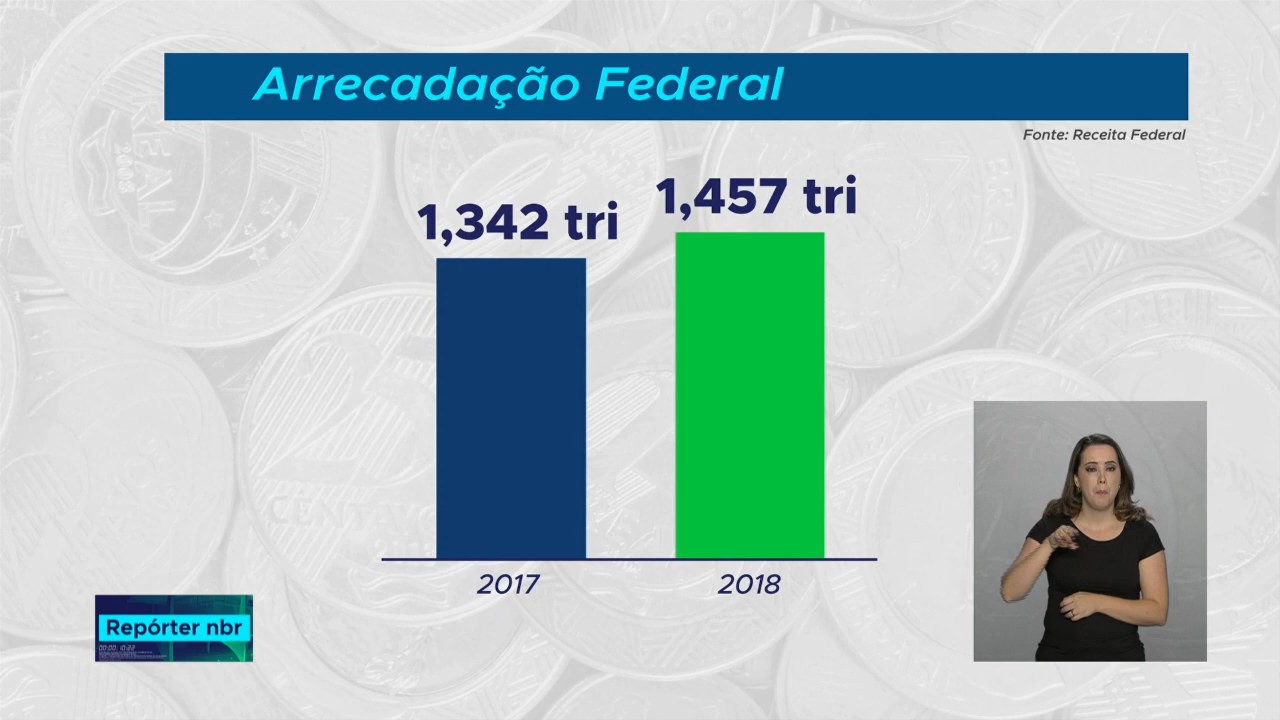 Arrecadação Federal
Fonte: Receita Federal
1,342 tri
1,457 tri
2017
2018
Repórter nbr